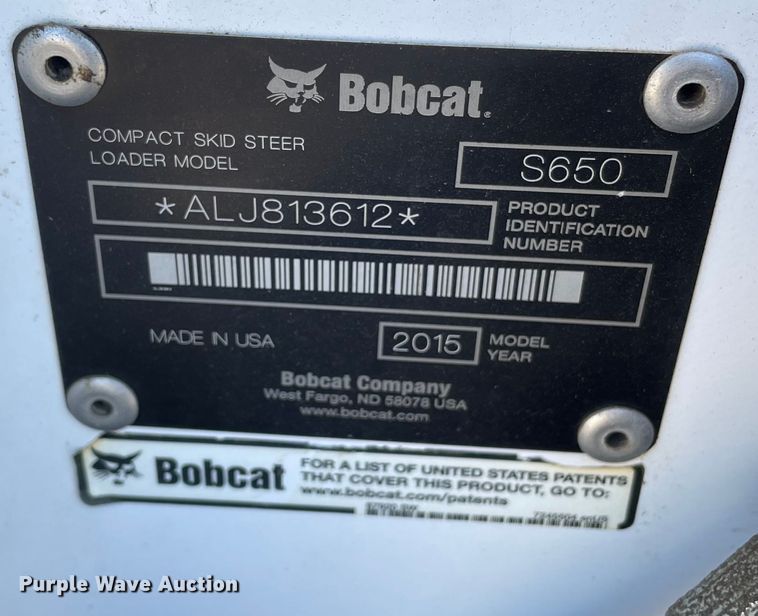 Bobcat®
COMPACT SKID STEER
LOADER MODEL
S650
*ALJ813612*
PRODUCT
IDENTIFICATION
NUMBER
MADE IN USA
2015
MODEL
YEAR
Bobcat Company
West Fargo, ND 58078 USA
www.bobcat.com
Bobcat
FOR A LIST OF UNITED STATES PATENTS
THAT COVER THIS PRODUCT, GO TO:
www.bobcat.com/patents
Purple Wave Auction